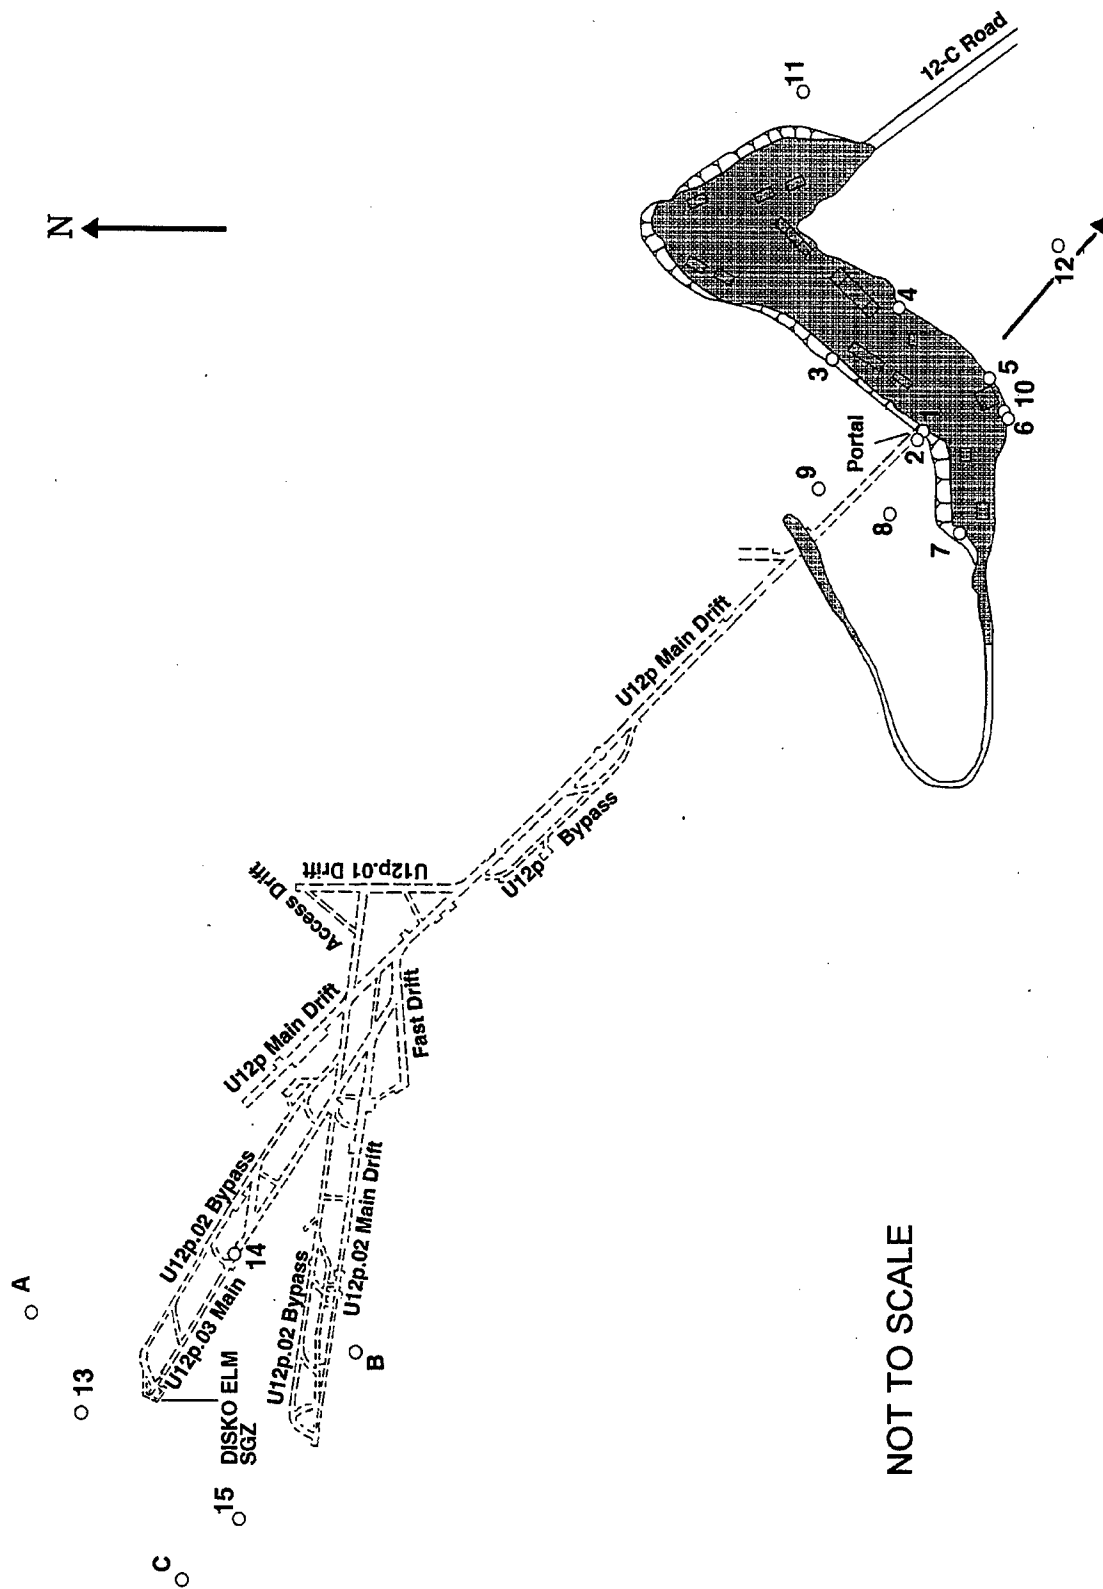 N
11
12-C Road
12
4
3
5
10
6
1
2
Portal
9
8
7
U12p Main Drift
U12p Bypass
U12p.01 Drift
Access Drift
U12p Main Drift
Fast Drift
U12p.02 Bypass
14
U12p.03 Main
U12p.02 Main Drift
U12p.02 Bypass
A
B
13
DISKO ELM
SGZ
15
C
NOT TO SCALE